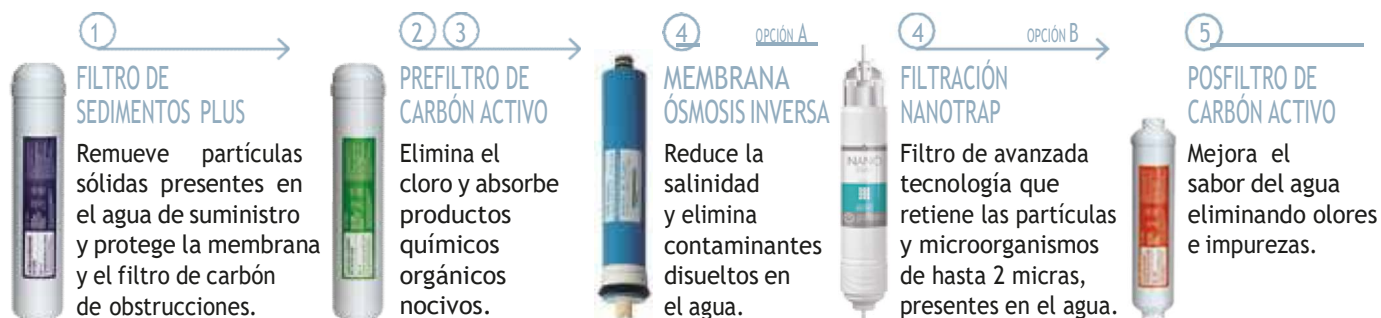 1
FILTRO DE
SEDIMENTOS PLUS
Remueve partículas
sólidas presentes en
el agua de suministro
y protege la membrana
y el filtro de carbón
de obstrucciones.
2 3
PREFILTRO DE
CARBÓN ACTIVO
Elimina el
cloro y absorbe
productos
químicos
orgánicos
nocivos.
4 OPCIÓN A
MEMBRANA
ÓSMOSIS INVERSA
Reduce la
salinidad
y elimina
contaminantes
disueltos en
el agua.
4 OPCIÓN B
FILTRACIÓN
NANOTRAP
Filtro de avanzada
tecnología que
retiene las partículas
y microorganismos
de hasta 2 micras,
presentes en el agua.
NANO
5
POSFILTRO DE
CARBÓN ACTIVO
Mejora el
sabor del agua
eliminando olores
e impurezas.